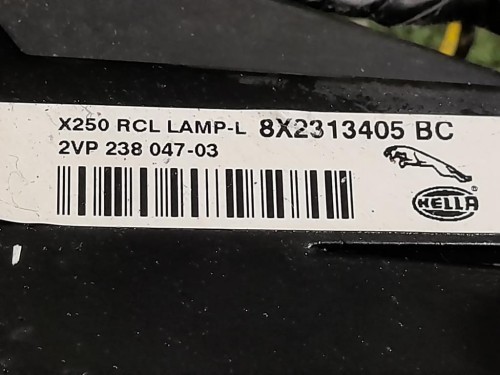 X250 RCL LAMP-L 8X2313405 BC
2VP 238 047-03
HELLA